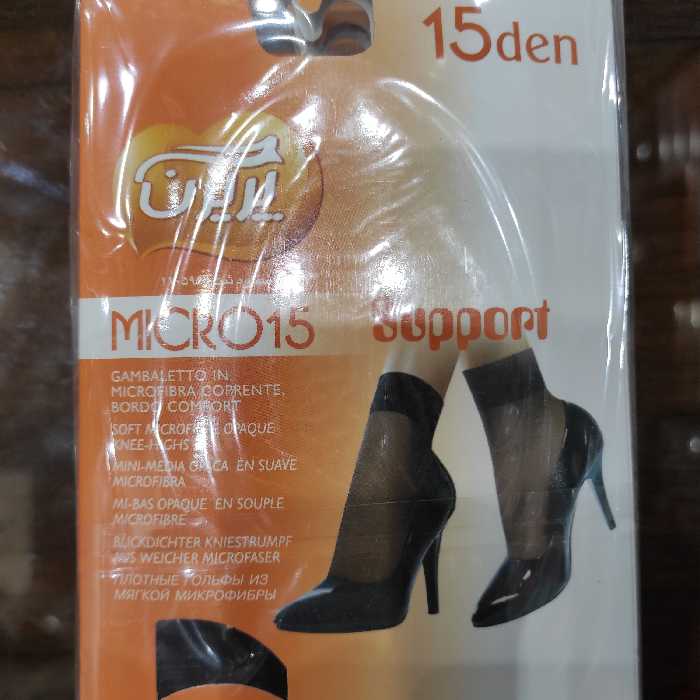 15den
MICRO15
Support
GAMBALETTO IN
MICROFIBRA COPRENTE,
BORDO COMFORT
SOFT MICROFIBRE OPAQUE
KNEE-HIGHS
MINI-MEDIA OPACA EN SUAVE
MICROFIBRA
MI-BAS OPAQUE EN SOUPLE
MICROFIBRE
BLICKDICHTER KNIESTRUMPF
AUS WEICHER MICROFASER
ПЛОТНЫЕ ГОЛЬФЫ ИЗ
МЯГКОЙ МИКРОФИБРЫ